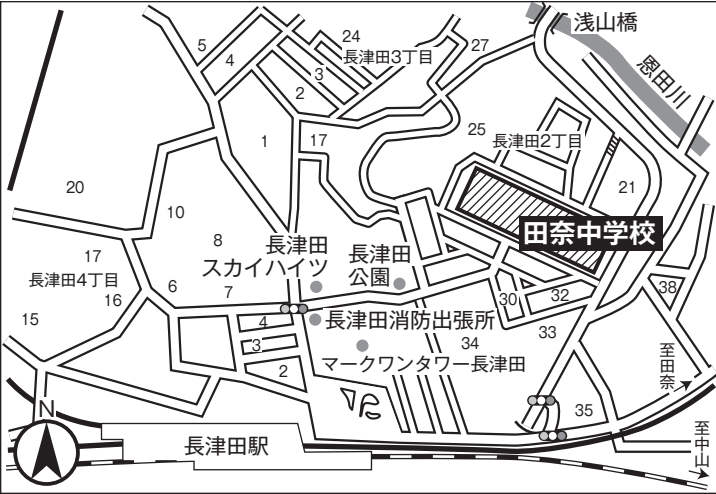 浅山橋
恩田川
5
4
24
3
長津田3丁目
27
2
1
17
25
長津田2丁目
21
20
10
田奈中学校
8
長津田
スカイハイツ
長津田
公園
17
長津田4丁目
16
6
7
30
32
38
15
4
長津田消防出張所
33
3
34
マークワンタワー長津田
2
至田奈
35
N
長津田駅
至中山